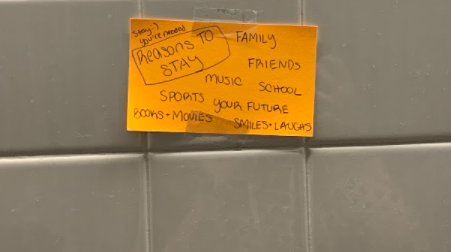 Stay :)
you're needed
Reasons TO
STAY
FAMILY
FRIENDS
MUSIC
SCHOOL
SPORTS
YOUR FUTURE
BOOKS + MOVIES
SMILES + LAUGHS